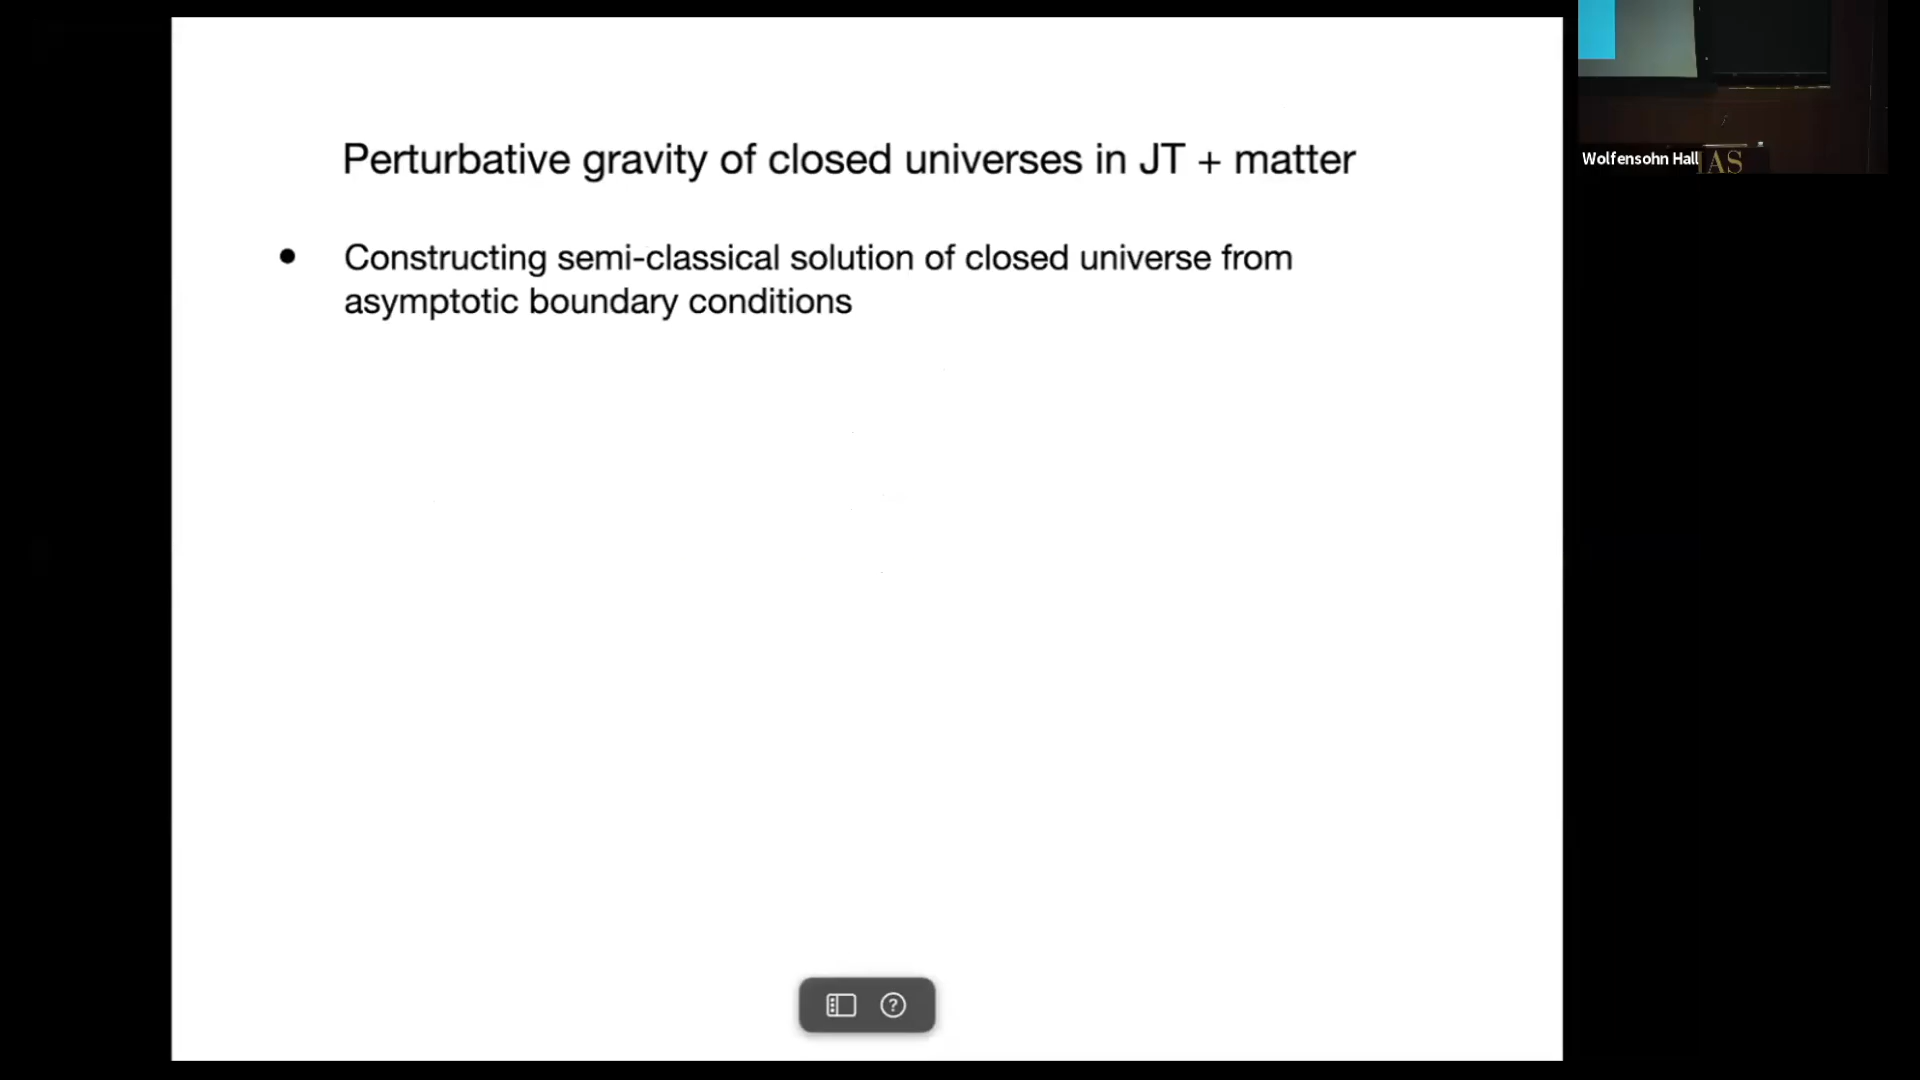 Perturbative gravity of closed universes in JT + matter
• Constructing semi-classical solution of closed universe from
asymptotic boundary conditions
?
Wolfensohn Hall
IAS